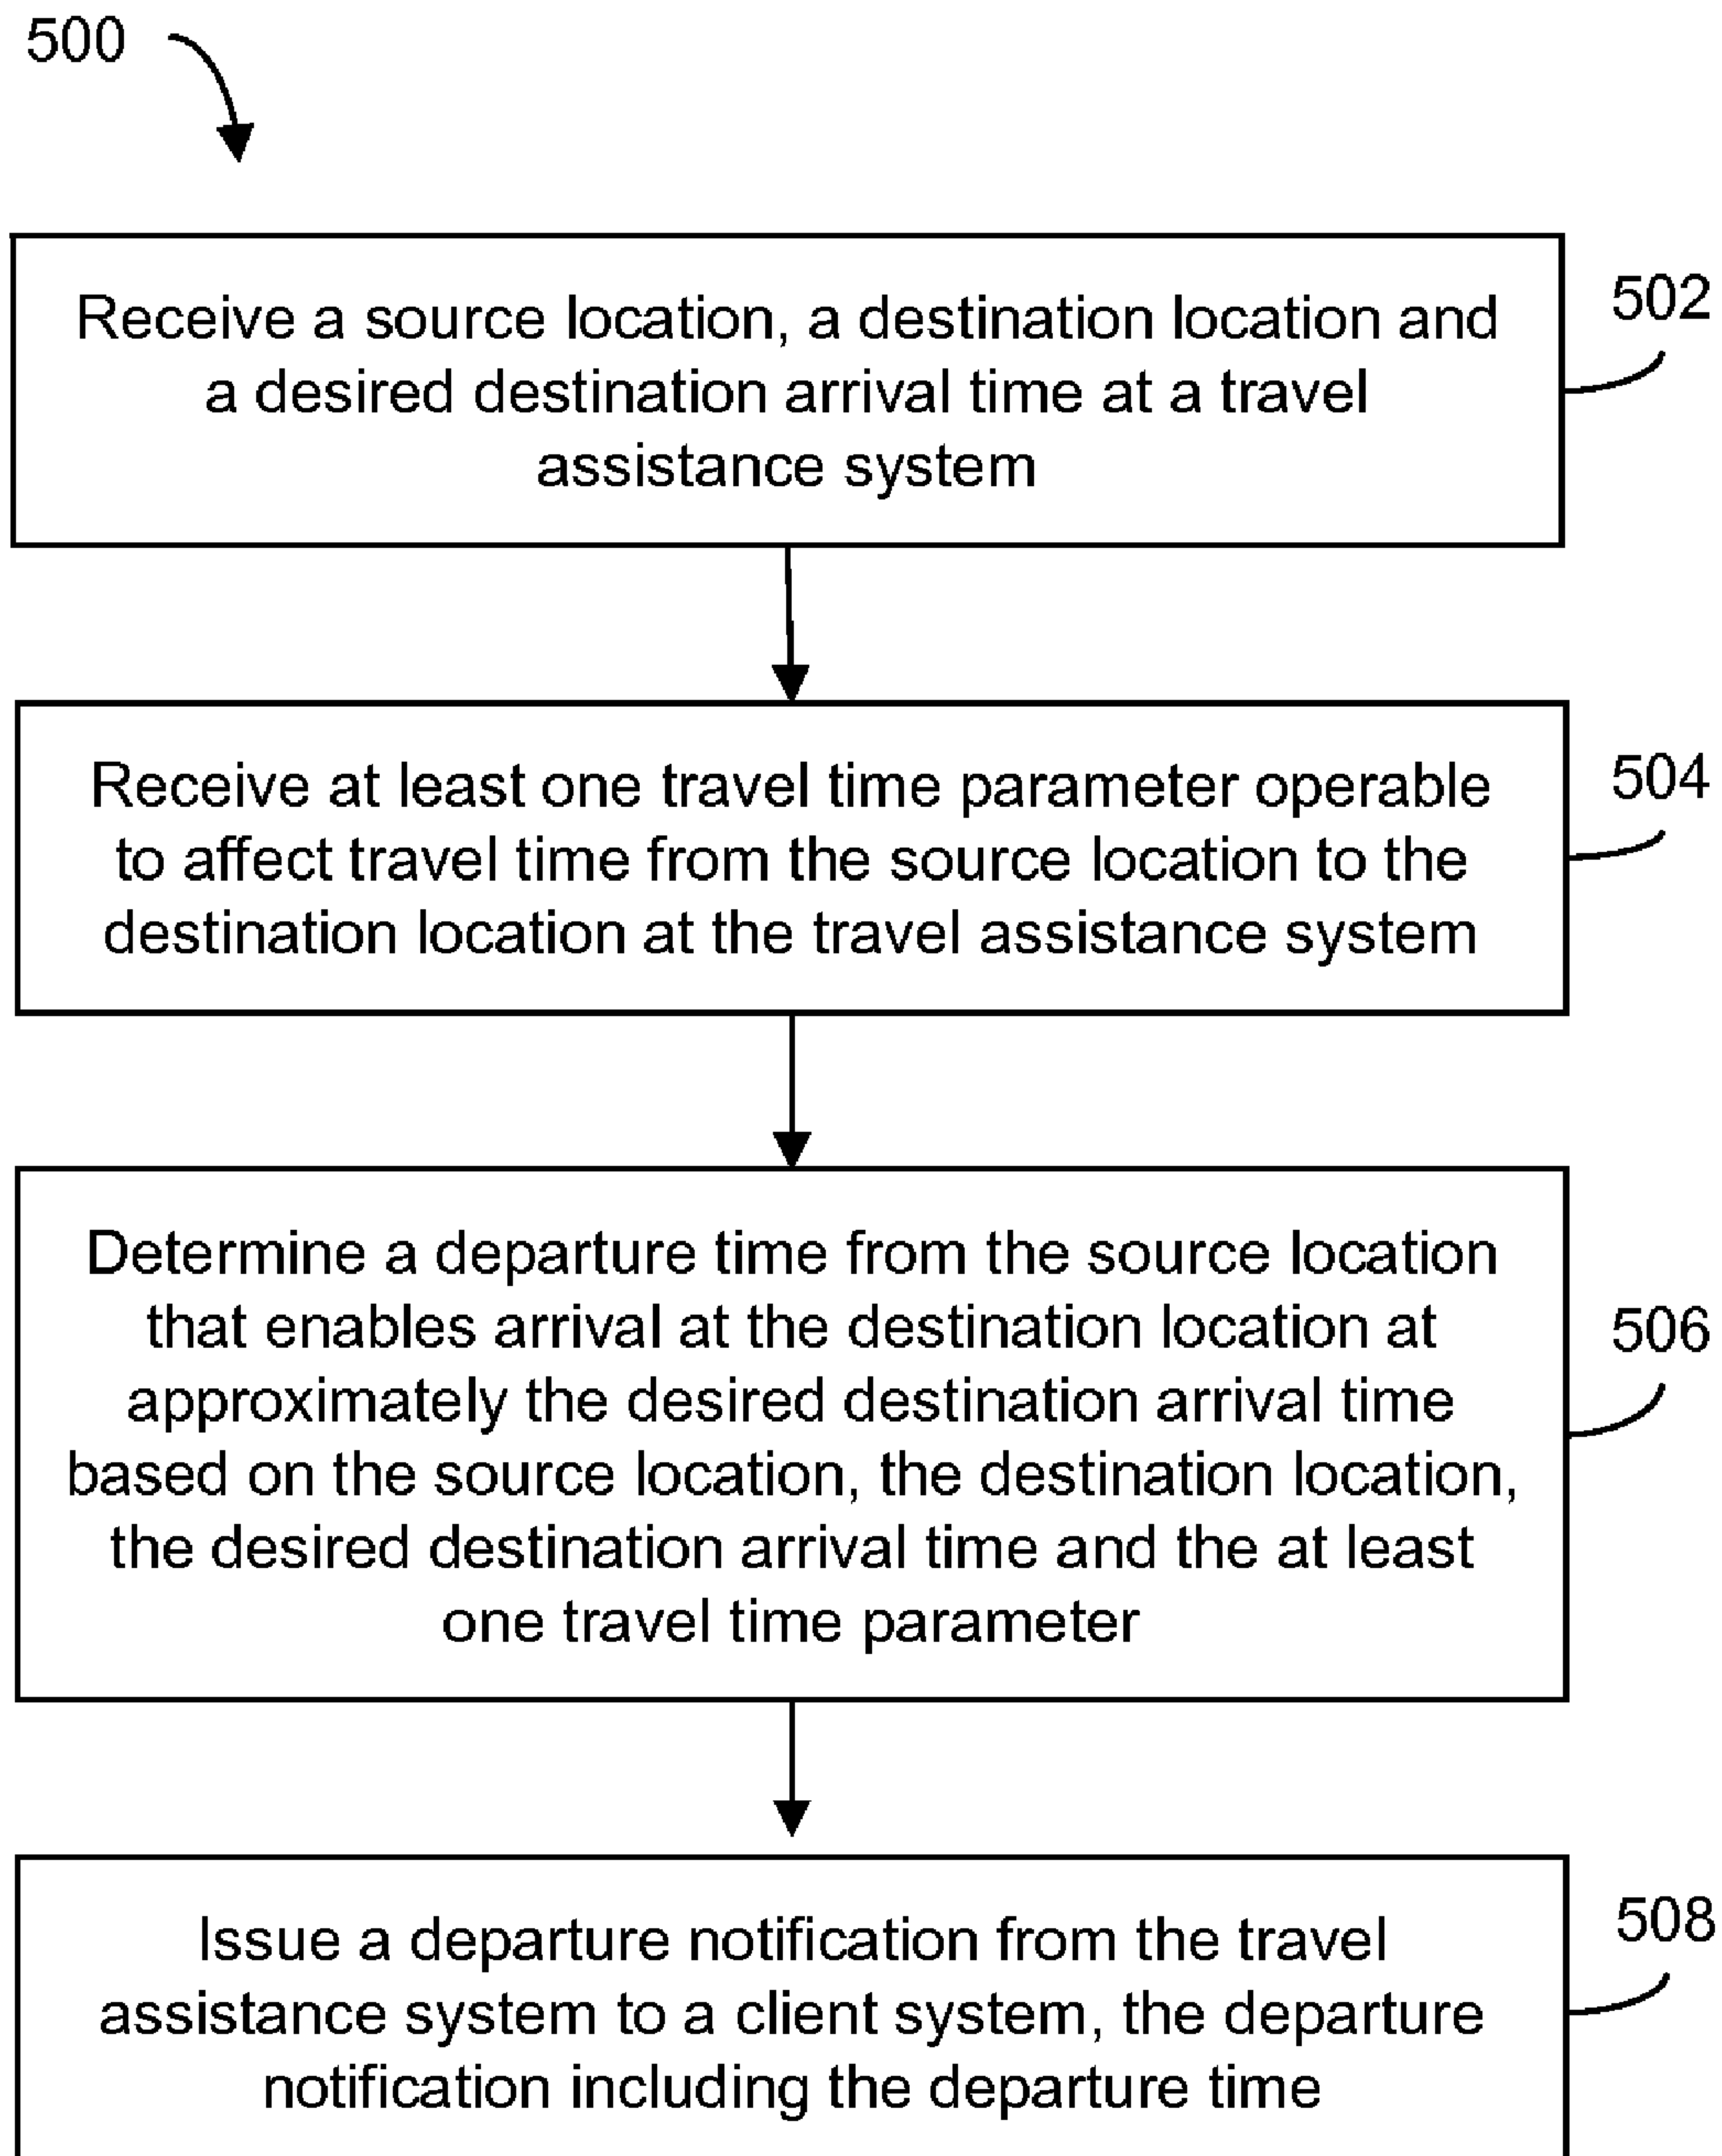 500
Receive a source location, a destination location and
a desired destination arrival time at a travel
assistance system
502
Receive at least one travel time parameter operable
to affect travel time from the source location to the
destination location at the travel assistance system
504
Determine a departure time from the source location
that enables arrival at the destination location at
approximately the desired destination arrival time
based on the source location, the destination location,
the desired destination arrival time and the at least
one travel time parameter
506
Issue a departure notification from the travel
assistance system to a client system, the departure
notification including the departure time
508